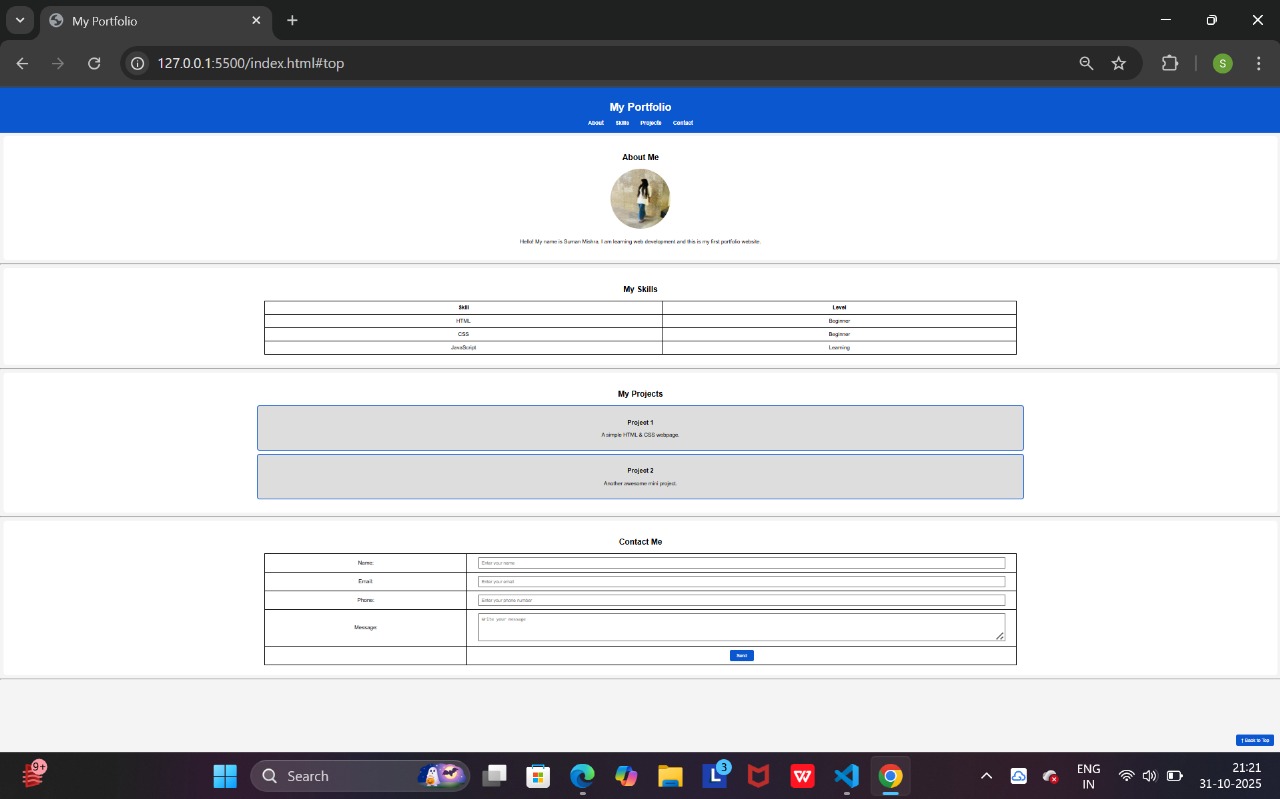 My Portfolio
127.0.0.1:5500/index.html#top
S
My Portfolio
About Skills Projects Contact
About Me
Hello! My name is Suman Mishra. I am learning web development and this is my first portfolio website.
My Skills
Skill Level
HTML Beginner
CSS Beginner
JavaScript Learning
My Projects
Project 1
A simple HTML & CSS webpage.
Project 2
Another awesome mini project.
Contact Me
Name: Enter your name
Email: Enter your email
Phone: Enter your phone number
Message: Write your message
Send
↑ Back to Top
9+
Search
L 3
W
ENG
IN
21:21
31-10-2025